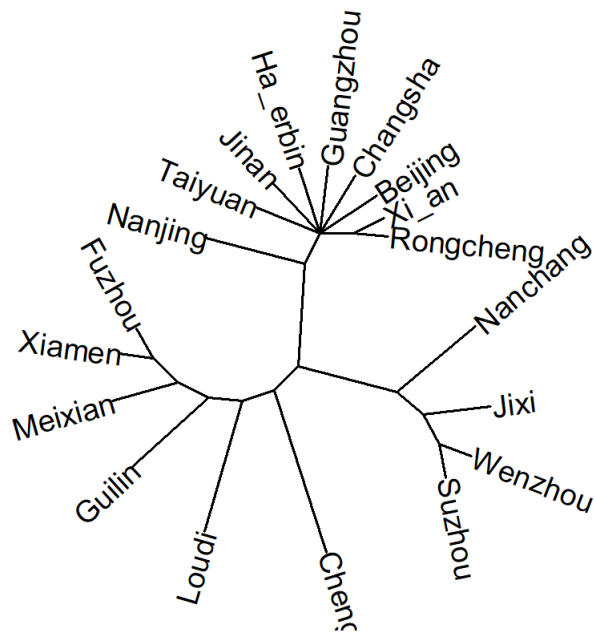 Ha_erbin
Guangzhou
Changsha
Jinan
Beijing
Taiyuan
Xi_an
Nanjing
Rongcheng
Fuzhou
Nanchang
Xiamen
Meixian
Jixi
Guilin
Wenzhou
Suzhou
Loudi